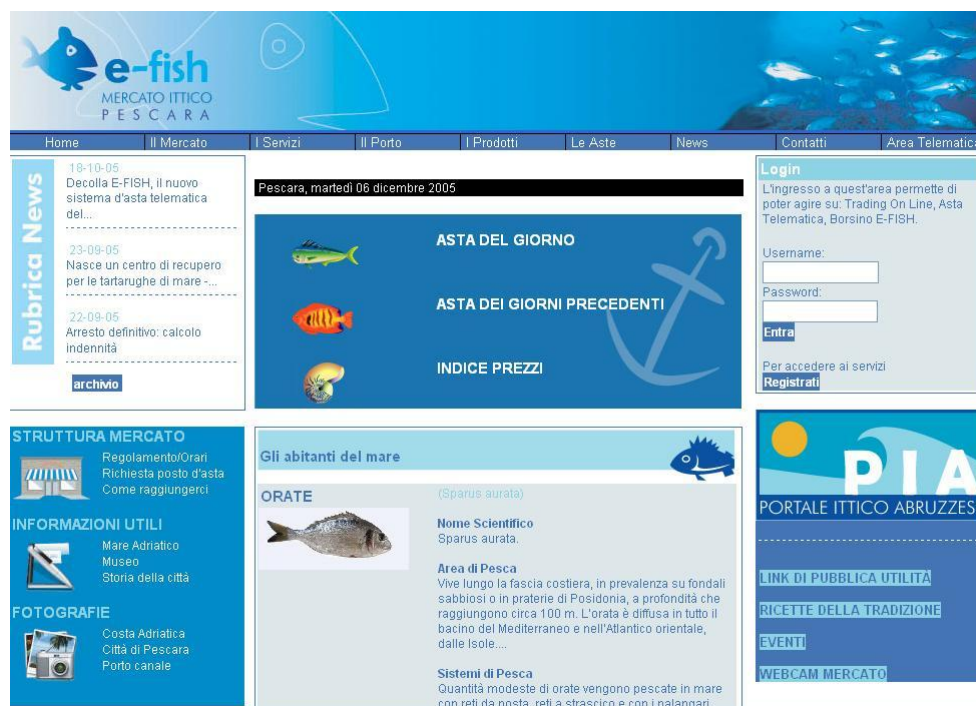 e-fish
MERCATO ITTICO
PESCARA
Home Il Mercato I Servizi Il Porto I Prodotti Le Aste News Contatti Area Telematica
Rubrica News
18-10-05
Decolla E-FISH, il nuovo
sistema d'asta telematica
del...
23-09-05
Nasce un centro di recupero
per le tartarughe di mare -...
22-09-05
Arresto definitivo: calcolo
indennità
archivio
Pescara, martedì 06 dicembre 2005
ASTA DEL GIORNO
ASTA DEI GIORNI PRECEDENTI
INDICE PREZZI
Login
L'ingresso a quest'area permette di
poter agire su: Trading On Line, Asta
Telematica, Borsino E-FISH.
Username:
Password:
Entra
Per accedere ai servizi
Registrati
STRUTTURA MERCATO
Regolamento/Orari
Richiesta posto d'asta
Come raggiungerci
INFORMAZIONI UTILI
Mare Adriatico
Museo
Storia della città
FOTOGRAFIE
Costa Adriatica
Città di Pescara
Porto canale
Gli abitanti del mare
ORATE
(Sparus aurata)
Nome Scientifico
Sparus aurata.
Area di Pesca
Vive lungo la fascia costiera, in prevalenza su fondali
sabbiosi o in praterie di Posidonia, a profondità che
raggiungono circa 100 m. L'orata è diffusa in tutto il
bacino del Mediterraneo e nell'Atlantico orientale,
dalle Isole....
Sistemi di Pesca
Quantità modeste di orate vengono pescate in mare
con reti da posta, reti a strascico e con i palangari
PIA
PORTALE ITTICO ABRUZZES
LINK DI PUBBLICA UTILITÀ
RICETTE DELLA TRADIZIONE
EVENTI
WEBCAM MERCATO